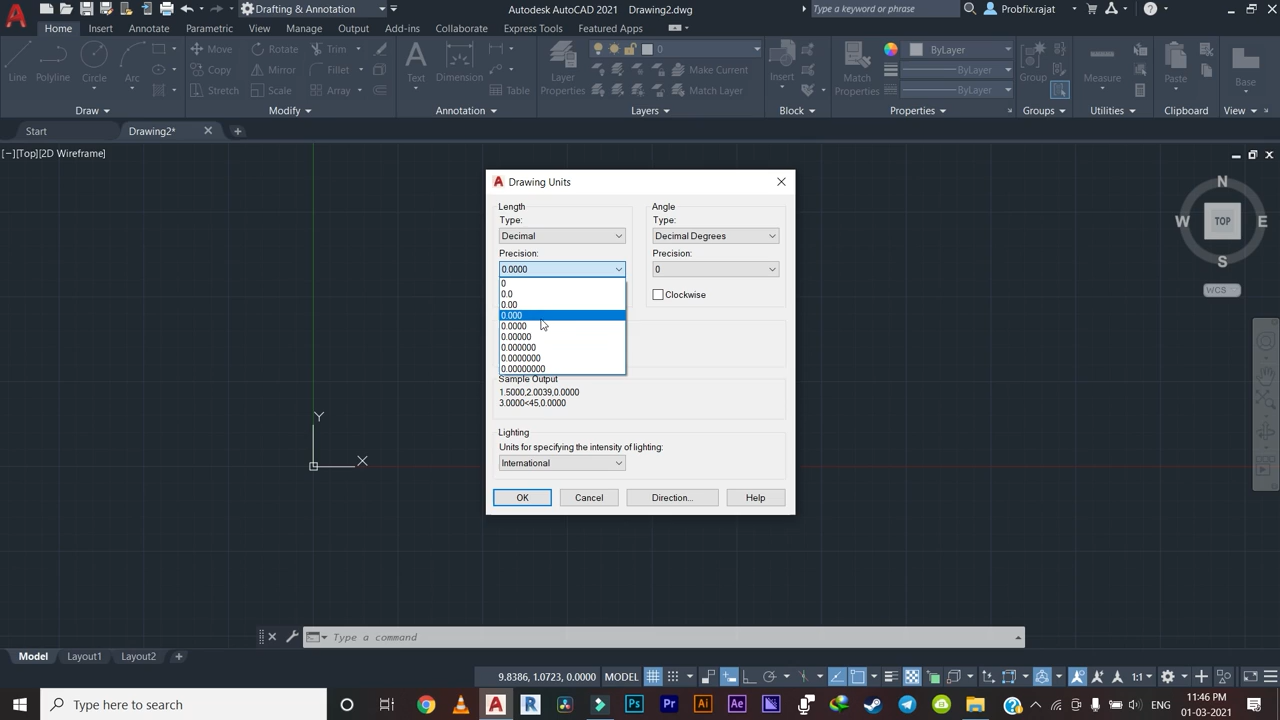 Drafting & Annotation
Autodesk AutoCAD 2021 Drawing2.dwg
Type a keyword or phrase
Probfix.rajat
Home Insert Annotate Parametric View Manage Output Add-ins Collaborate Express Tools Featured Apps
Line Polyline Circle Arc
Move Rotate Trim
Copy Mirror Fillet
Stretch Scale Array
Text Dimension Table
Layer Properties
0
Make Current
Match Layer
Insert
Match Properties
ByLayer
ByLayer
ByLayer
Group
Measure
Paste
Base
Draw Modify Annotation Layers Block Properties Groups Utilities Clipboard View
Start Drawing2*
[−][Top][2D Wireframe]
N
W TOP E
S
WCS
Y
X
Drawing Units
Length
Type:
Decimal
Precision:
0.0000
0
0.0
0.00
0.000
0.0000
0.00000
0.000000
0.0000000
0.00000000
Angle
Type:
Decimal Degrees
Precision:
0
Clockwise
Sample Output
1.5000,2.0039,0.0000
3.0000<45,0.0000
Lighting
Units for specifying the intensity of lighting:
International
OK Cancel Direction... Help
Type a command
Model Layout1 Layout2
9.8386, 1.0723, 0.0000 MODEL
1:1
Type here to search
ENG
11:46 PM
01-03-2021